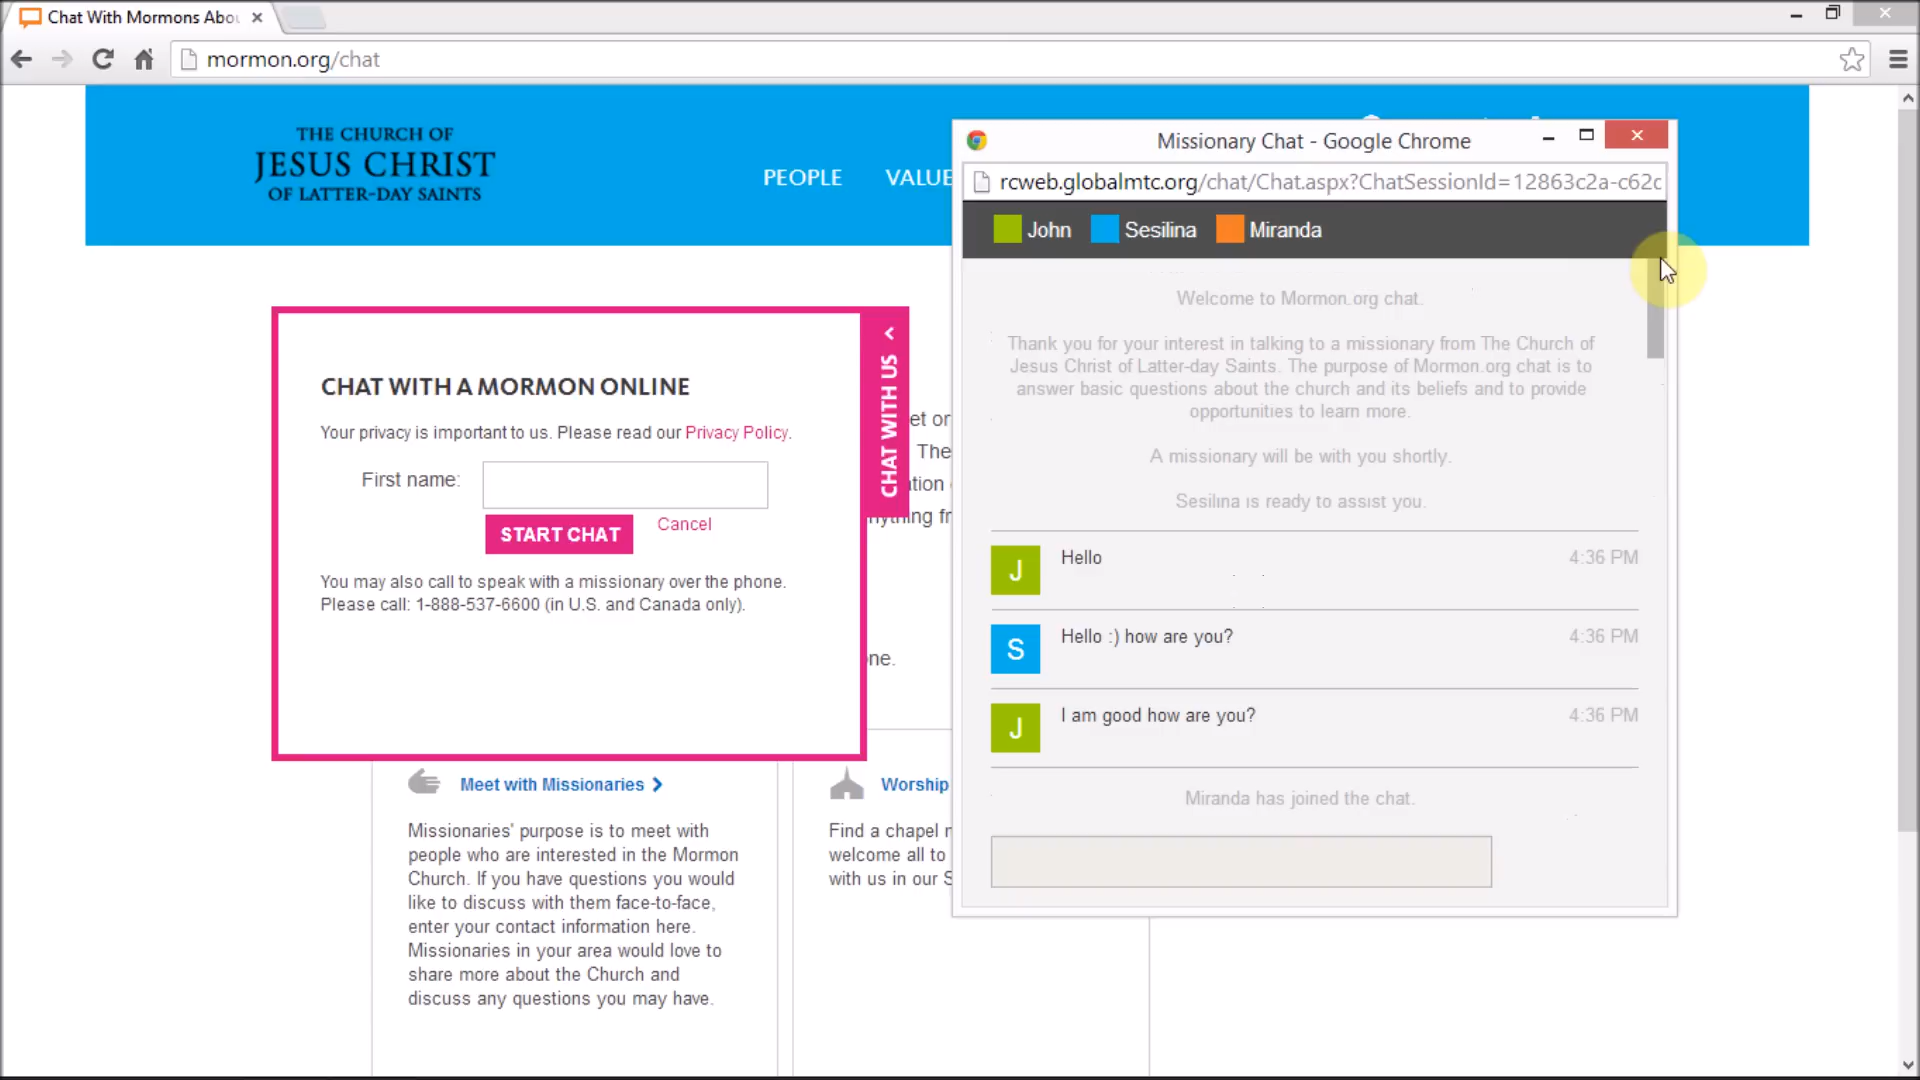 Chat With Mormons Abo
mormon.org/chat
THE CHURCH OF
JESUS CHRIST
OF LATTER-DAY SAINTS
PEOPLE
VALUE
CHAT WITH A MORMON ONLINE
Your privacy is important to us. Please read our Privacy Policy.
First name:
START CHAT
Cancel
You may also call to speak with a missionary over the phone.
Please call: 1-888-537-6600 (in U.S. and Canada only).
CHAT WITH US
et or
The
ation
nything fr
ne.
Meet with Missionaries
Missionaries' purpose is to meet with
people who are interested in the Mormon
Church. If you have questions you would
like to discuss with them face-to-face,
enter your contact information here.
Missionaries in your area would love to
share more about the Church and
discuss any questions you may have.
Worship
Find a chapel
welcome all to
with us in our S
Missionary Chat - Google Chrome
rcweb.globalmtc.org/chat/Chat.aspx?ChatSessionId=12863c2a-c62c
John
Sesilina
Miranda
Welcome to Mormon.org chat.
Thank you for your interest in talking to a missionary from The Church of
Jesus Christ of Latter-day Saints. The purpose of Mormon.org chat is to
answer basic questions about the church and its beliefs and to provide
opportunities to learn more.
A missionary will be with you shortly.
Sesilina is ready to assist you.
J Hello 4:36 PM
S Hello :) how are you? 4:36 PM
J I am good how are you? 4:36 PM
Miranda has joined the chat.